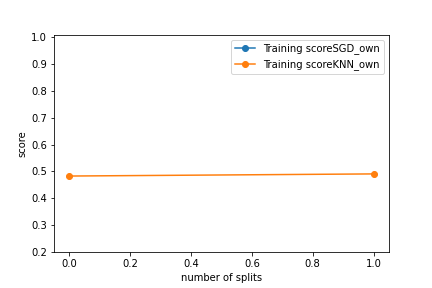 1.0
0.9
0.8
0.7
0.6
0.5
0.4
0.3
0.2
score
Training scoreSGD_own
Training scoreKNN_own
0.0 0.2 0.4 0.6 0.8 1.0
number of splits